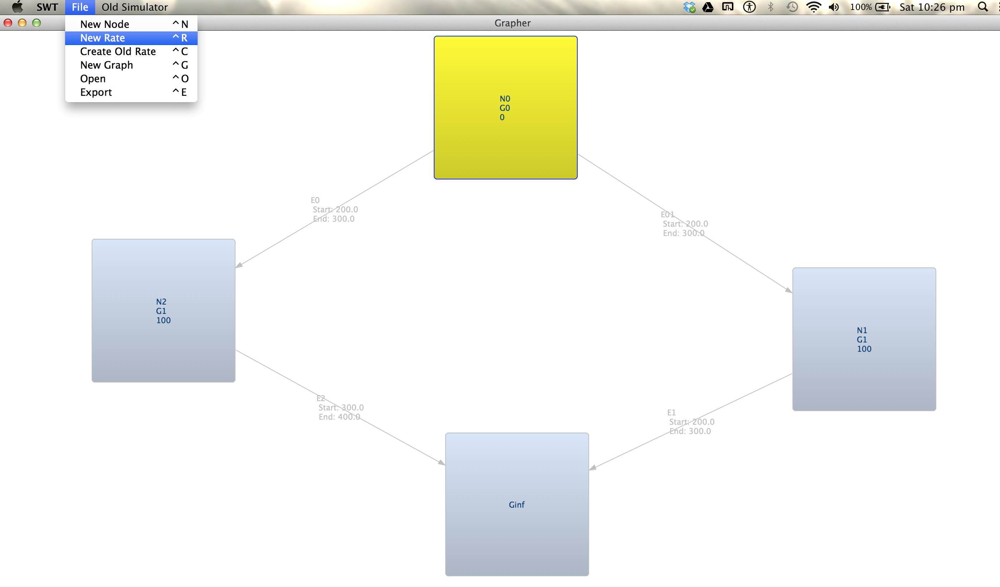 SWT File Old Simulator 100% Sat 10:26 pm
Grapher
New Node ^N
New Rate ^R
Create Old Rate ^C
New Graph ^G
Open ^O
Export ^E
N0
G0
0
E0
Start: 200.0
End: 300.0
E01
Start: 200.0
End: 300.0
N2
G1
100
N1
G1
100
E2
Start: 300.0
End: 400.0
E1
Start: 200.0
End: 300.0
Ginf